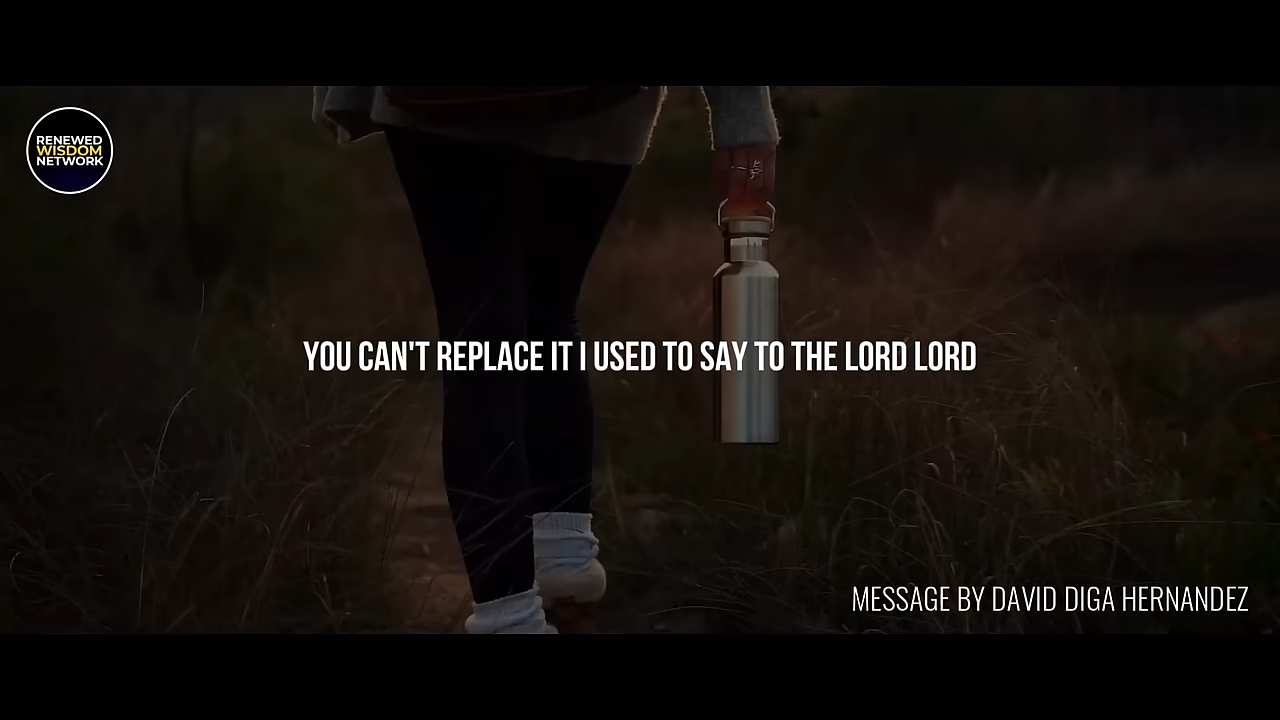 RENEWED
WISDOM
NETWORK
YOU CAN'T REPLACE IT I USED TO SAY TO THE LORD LORD
MESSAGE BY DAVID DIGA HERNANDEZ